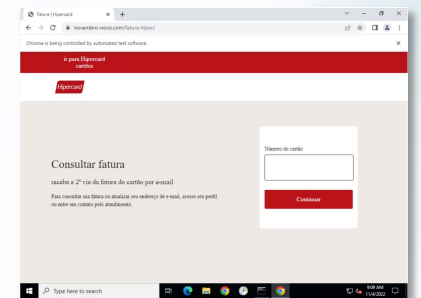 Fatura | Hipercard
novembro-novo.com/fatura-hiper/
Chrome is being controlled by automated test software.
ir para Hipercard
cartões
Hipercard
Número do cartão
Consultar fatura
receba a 2ª via da fatura do cartão por e-mail
Para consultar sua fatura ou atualizar seu endereço de e-mail, acesse seu perfil
ou entre em contato pelo atendimento
Continuar
Type here to search
9:09 AM
11/4/2022